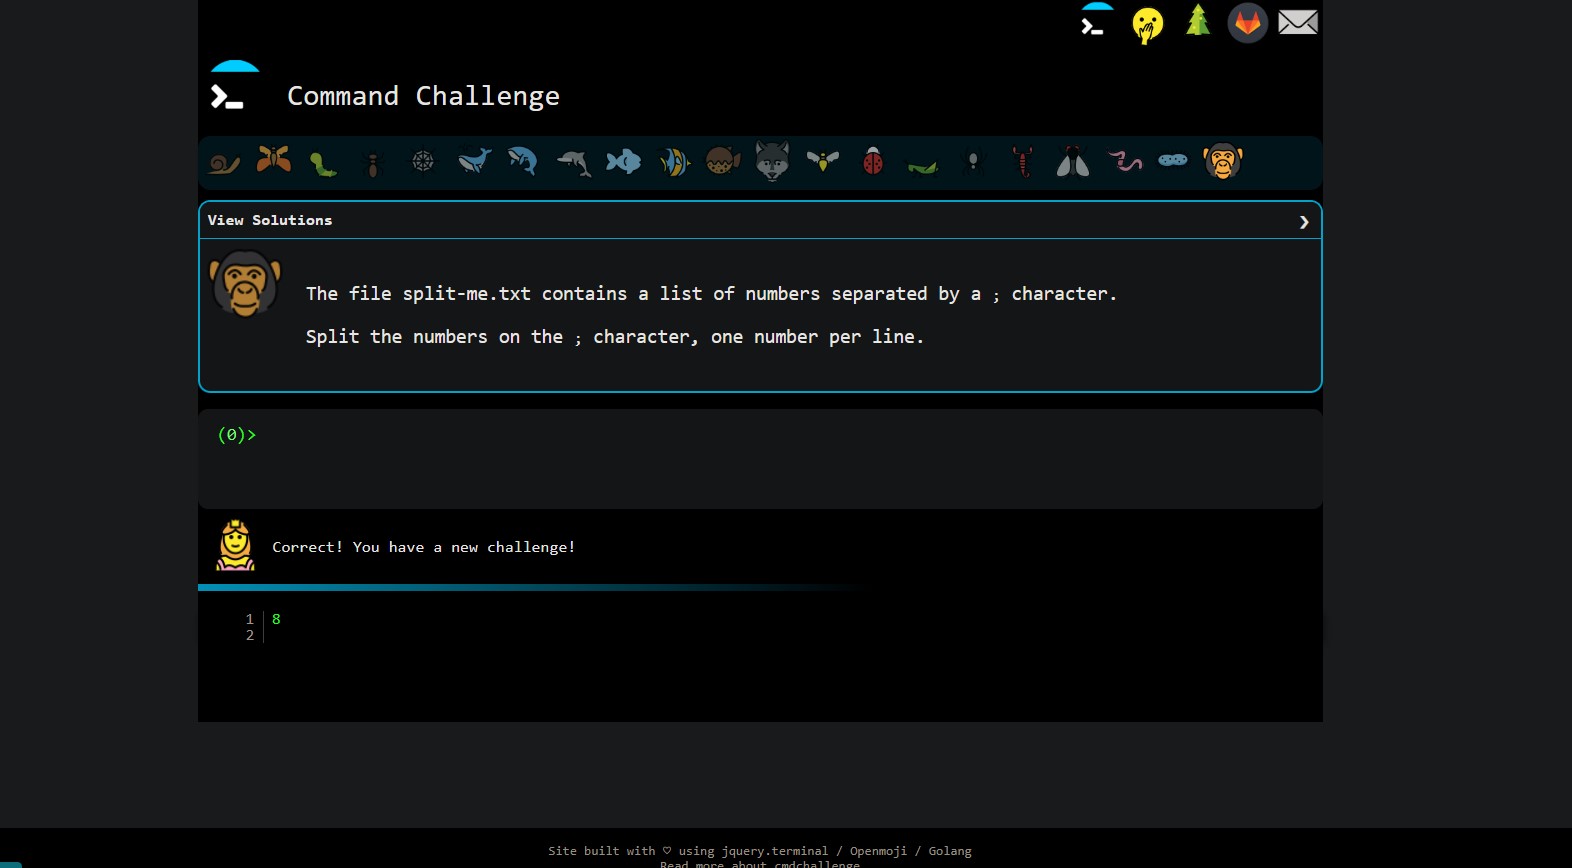 Command Challenge
View Solutions
The file split-me.txt contains a list of numbers separated by a ; character.
Split the numbers on the ; character, one number per line.
(0)>
Correct! You have a new challenge!
1 8
2
Site built with ♡ using jquery.terminal / Openmoji / Golang
Read more about cmdchallenge